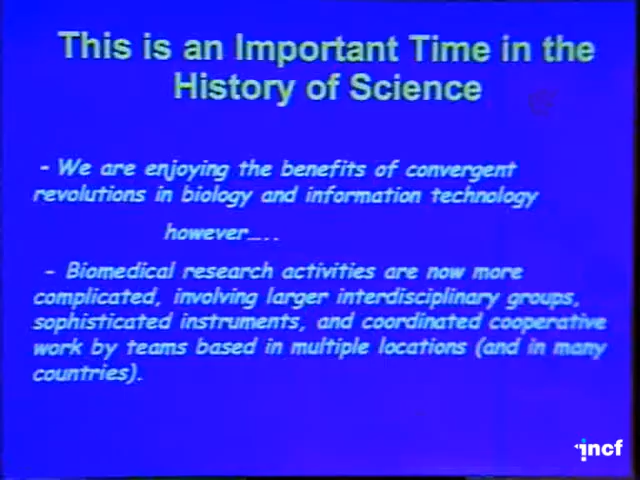 This is an Important Time in the
History of Science
- We are enjoying the benefits of convergent
revolutions in biology and information technology
however.....
- Biomedical research activities are now more
complicated, involving larger interdisciplinary groups,
sophisticated instruments, and coordinated cooperative
work by teams based in multiple locations (and in many
countries).
incf